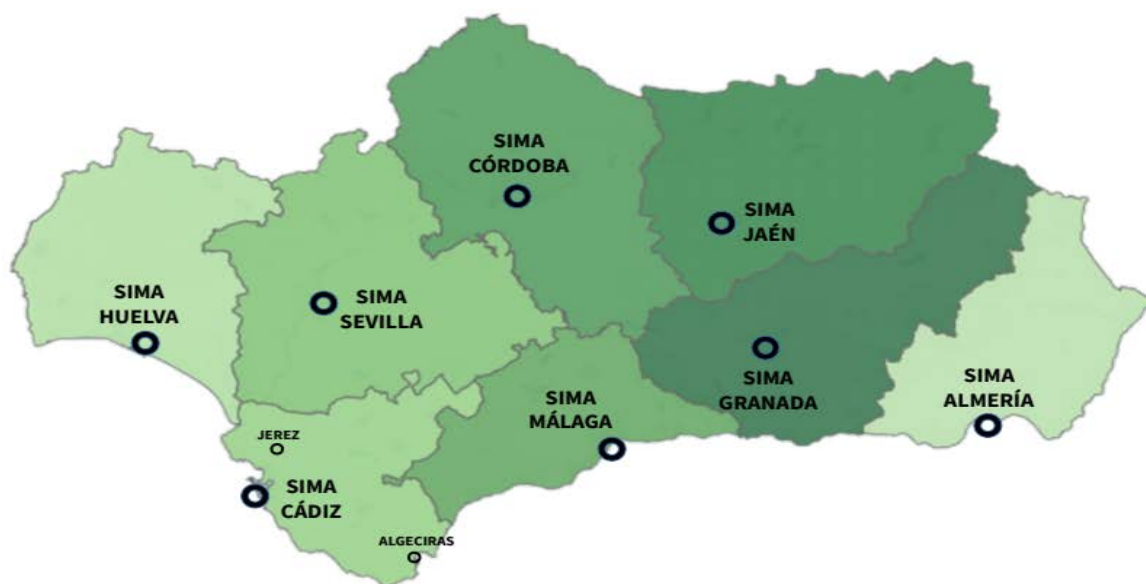 SIMA
CÓRDOBA
SIMA
JAÉN
SIMA
HUELVA
SIMA
SEVILLA
SIMA
GRANADA
SIMA
ALMERÍA
SIMA
MÁLAGA
JEREZ
SIMA
CÁDIZ
ALGECIRAS